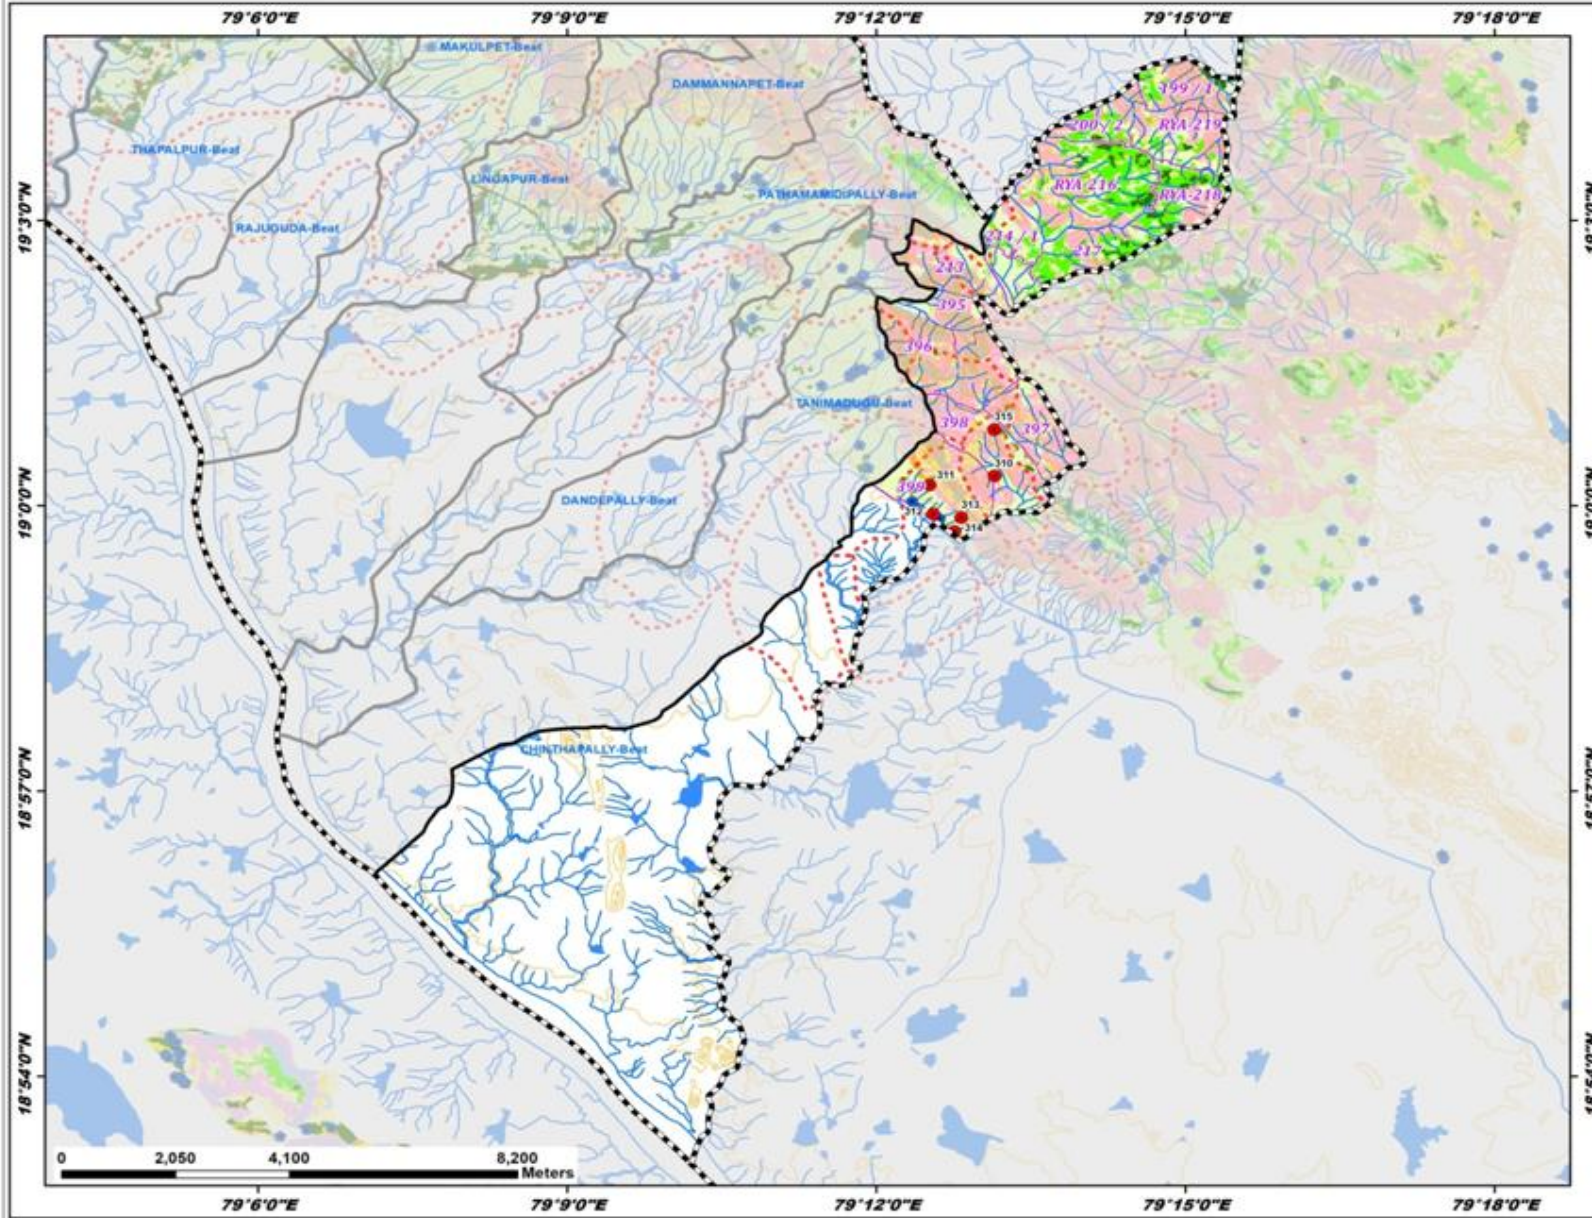 79°6'0"E 79°9'0"E 79°12'0"E 79°15'0"E 79°18'0"E
MAKULPET-Beat
DAMMANNAPET-Beat
199 / 1
200 / 2
RYA-219
THAPALPUR-Beat
LINGAPUR-Beat
RYA-216
PATHAMAMIDIPALLY-Beat
RYA-218
19°3'0"N
RAJUGUDA-Beat
214 / 1
217
213
395
396
TANIMADUGU-Beat
315
398
397
311
310
399
DANDEPALLY-Beat
19°0'0"N
312
313
314
CHINTHAPALLY-Beat
18°57'0"N
18°57'0"N
18°54'0"N
0 2,050 4,100 8,200
Meters
79°6'0"E 79°9'0"E 79°12'0"E 79°15'0"E 79°18'0"E